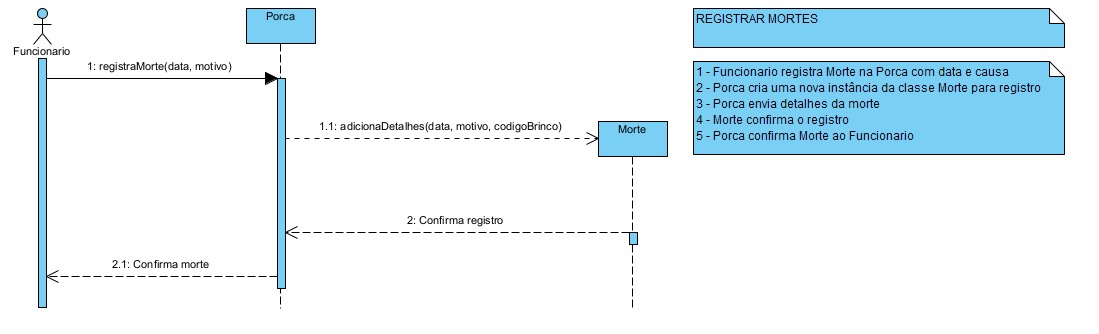 Funcionario
Porca
1: registraMorte(data, motivo)
1.1: adicionaDetalhes(data, motivo, codigoBrinco)
Morte
2: Confirma registro
2.1: Confirma morte
REGISTRAR MORTES
1 - Funcionario registra Morte na Porca com data e causa
2 - Porca cria uma nova instância da classe Morte para registro
3 - Porca envia detalhes da morte
4 - Morte confirma o registro
5 - Porca confirma Morte ao Funcionario